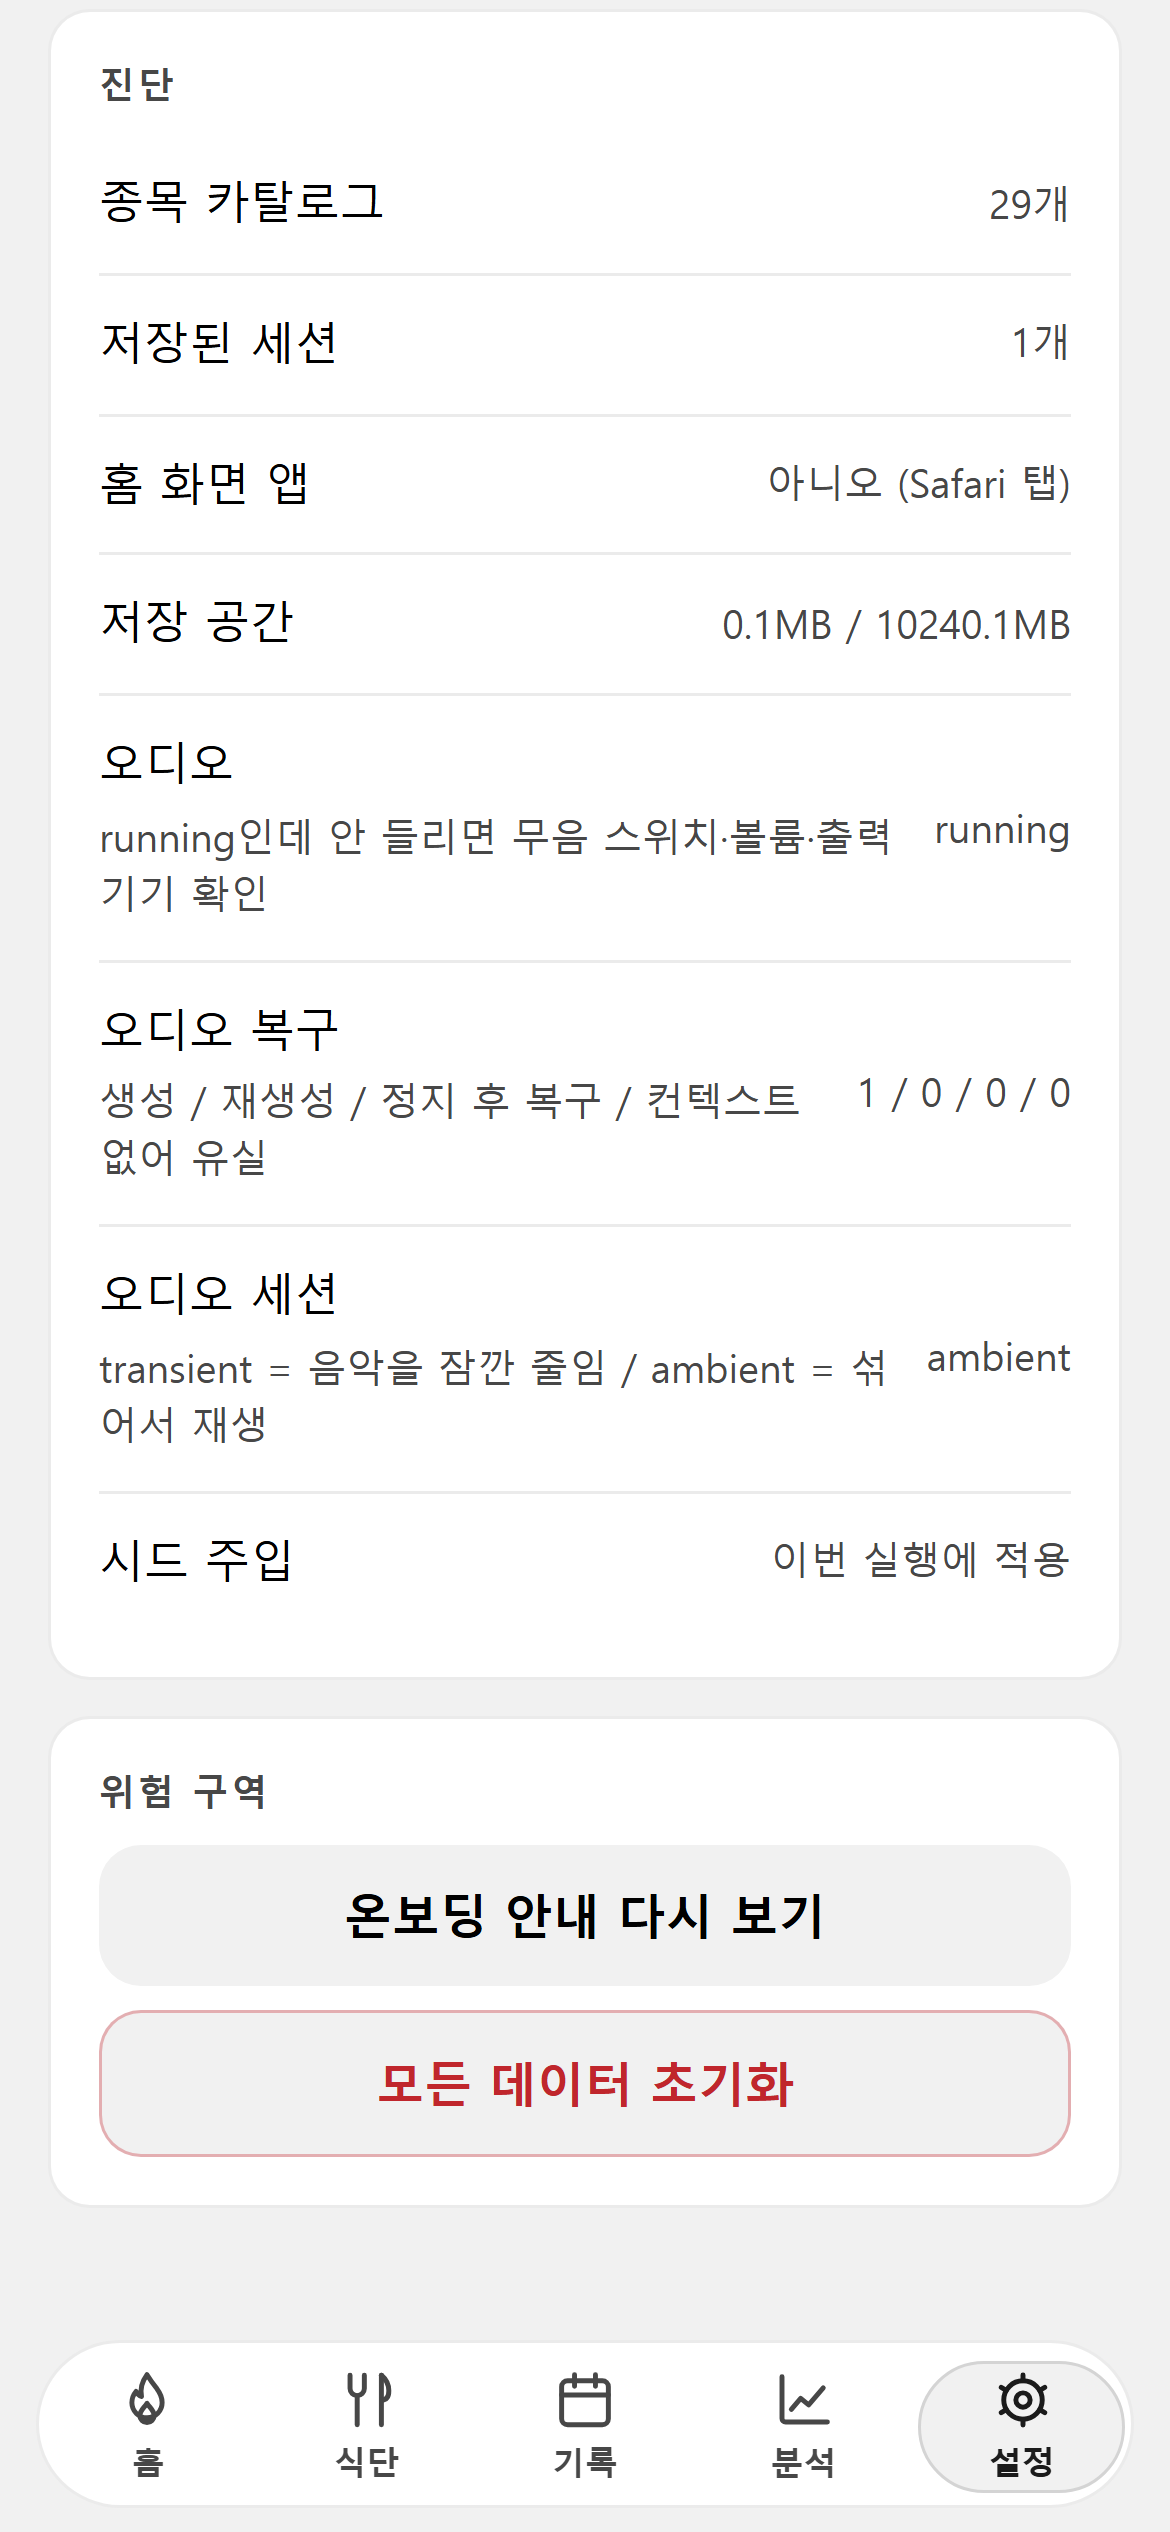 진단
종목 카탈로그 29개
저장된 세션 1개
홈 화면 앱 아니오 (Safari 탭)
저장 공간 0.1MB / 10240.1MB
오디오
running인데 안 들리면 무음 스위치·볼륨·출력 running
기기 확인
오디오 복구
생성 / 재생성 / 정지 후 복구 / 컨텍스트 1 / 0 / 0 / 0
없어 유실
오디오 세션
transient = 음악을 잠깐 줄임 / ambient = 섞 ambient
어서 재생
시드 주입 이번 실행에 적용
위험 구역
온보딩 안내 다시 보기
모든 데이터 초기화
홈 식단 기록 분석 설정